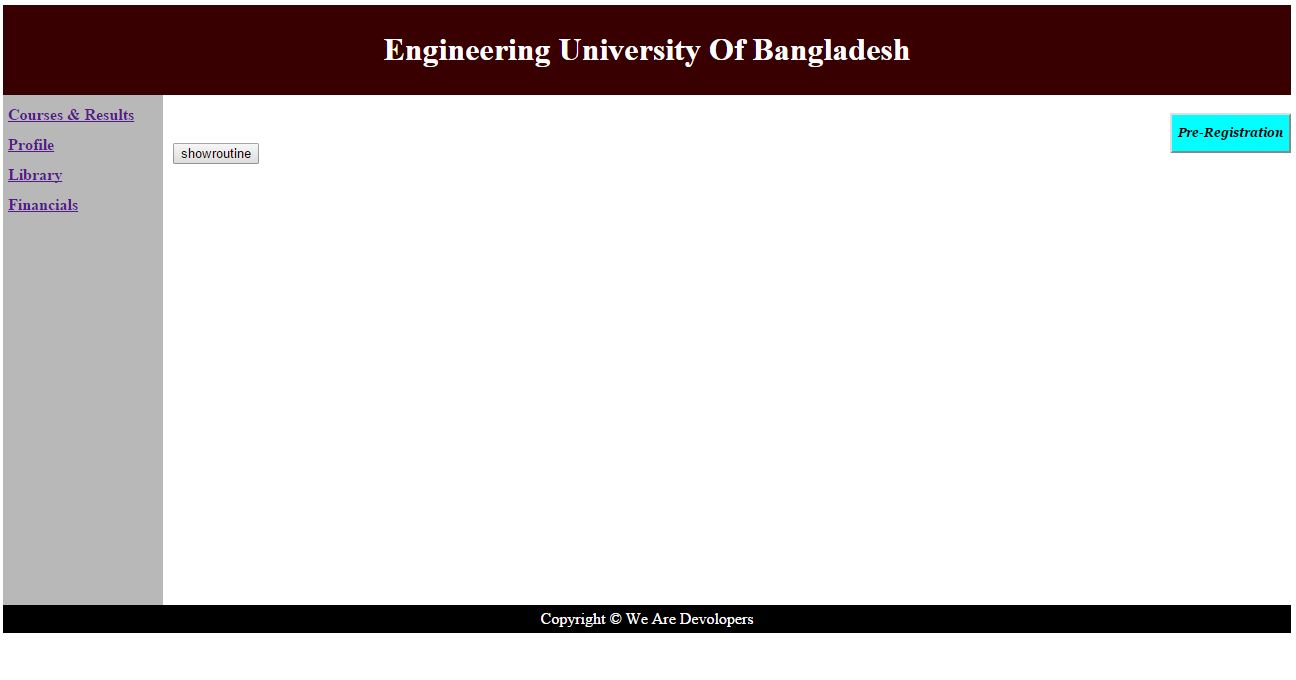 Engineering University Of Bangladesh
Courses & Results
Profile
Library
Financials
Pre-Registration
showroutine
Copyright © We Are Devolopers